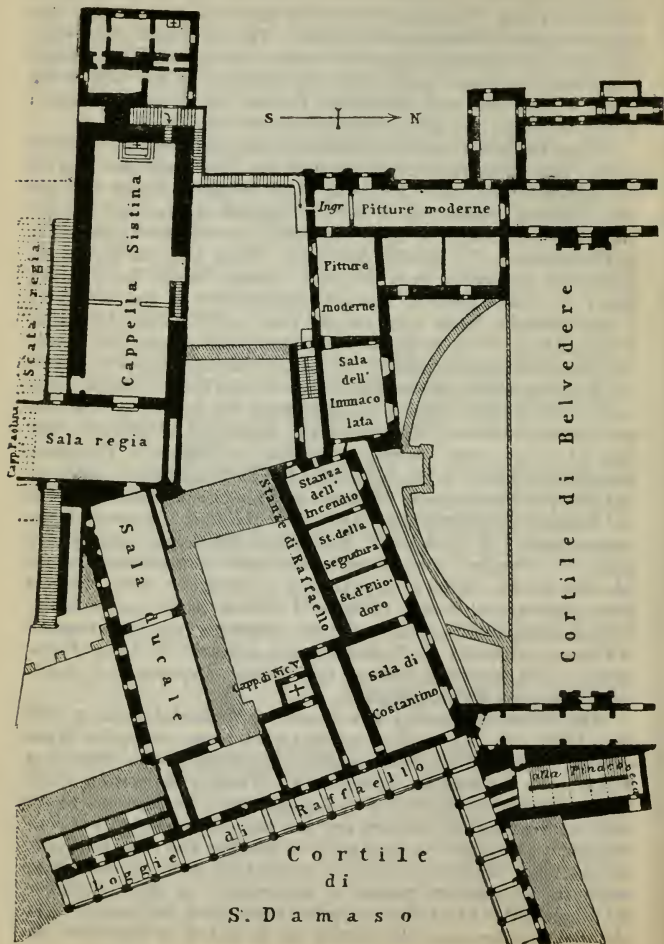 S N
Cappella Sistina
Scala regia
Ingr
Pitture moderne
Pitture
moderne
Sala
dell'
Immaco
lata
Capp. Paolina
Sala regia
Cortile di Belvedere
Stanza
dell'
Incendio
St. della
Segnatura
St. d'Elio-
doro
Stanze di Raffaello
Sala ducale
Capp. di Nic. V
Sala di
Costantino
alla Pinacoteca
Loggie di Raffaello
Cortile
di
S. Damaso